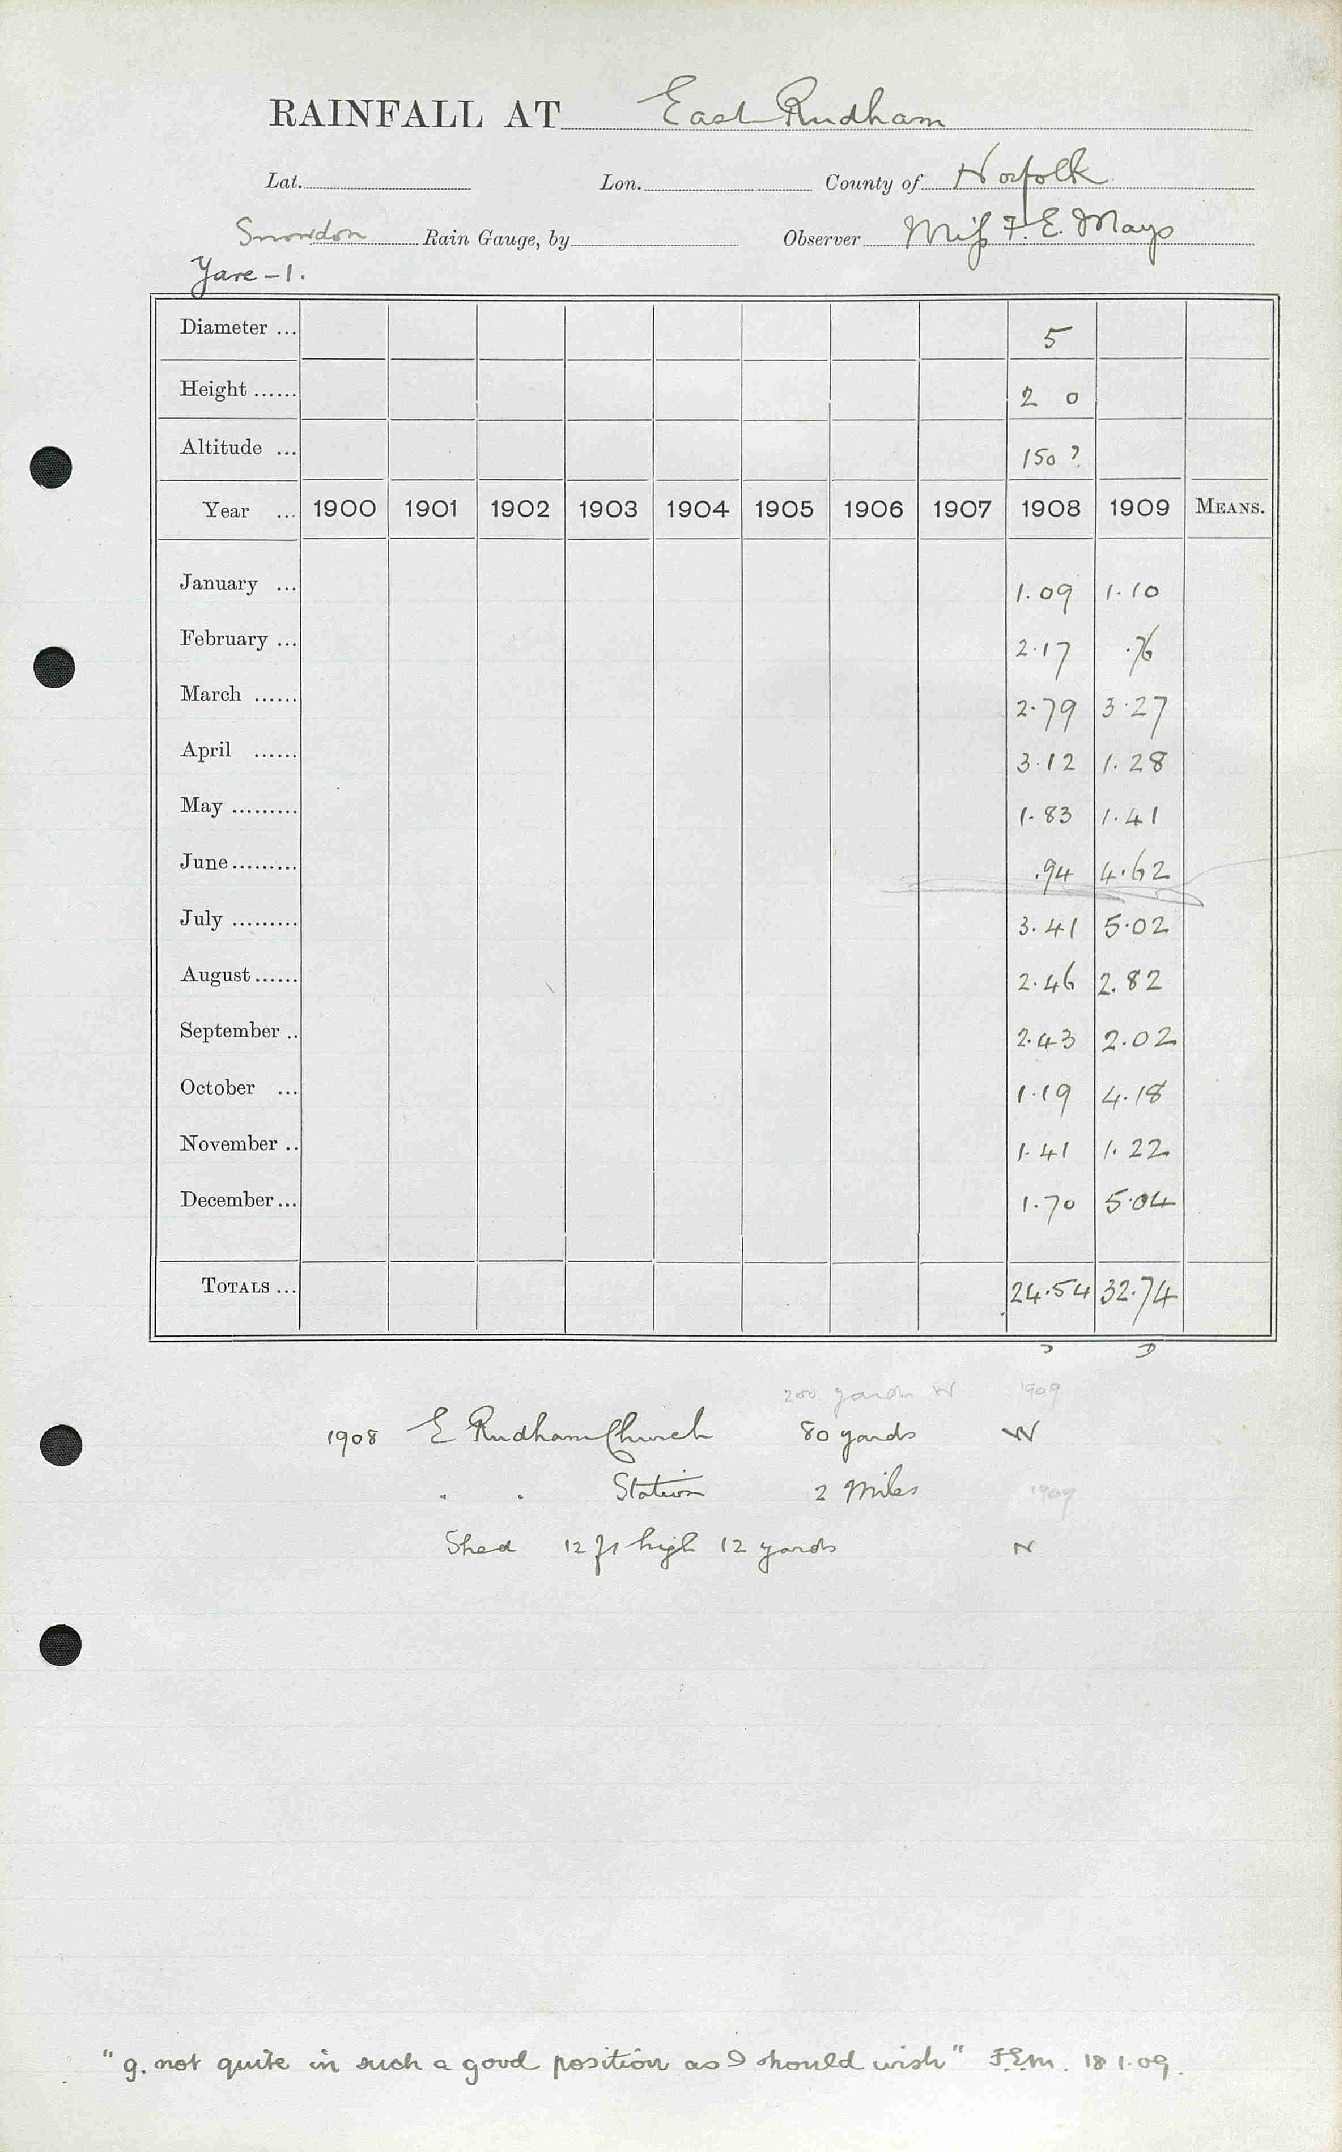 RAINFALL AT East Rudham
Lat. Lon. County of Norfolk
Snowdon Rain Gauge, by Observer Miss F. E. Mays
Yare - 1.
Diameter ... 5
Height ...... 2 0
Altitude ... 150 ?
Year ... 1900 1901 1902 1903 1904 1905 1906 1907 1908 1909 MEANS.
January ... 1.09 1.10
February ... 2.17 .76
March ...... 2.79 3.27
April ...... 3.12 1.28
May ......... 1.83 1.41
June ......... .94 4.62
July ......... 3.41 5.02
August ...... 2.46 2.82
September .. 2.43 2.02
October ... 1.19 4.18
November .. 1.41 1.22
December ... 1.70 5.04
TOTALS ... 24.54 32.74
200 yards W 1909
1908 E Rudham Church 80 yards W
" " Station 2 Miles 1909
Shed 12 ft high 12 yards N
"g. not quite in such a good position as I should wish" F.E.M. 18.1.09.